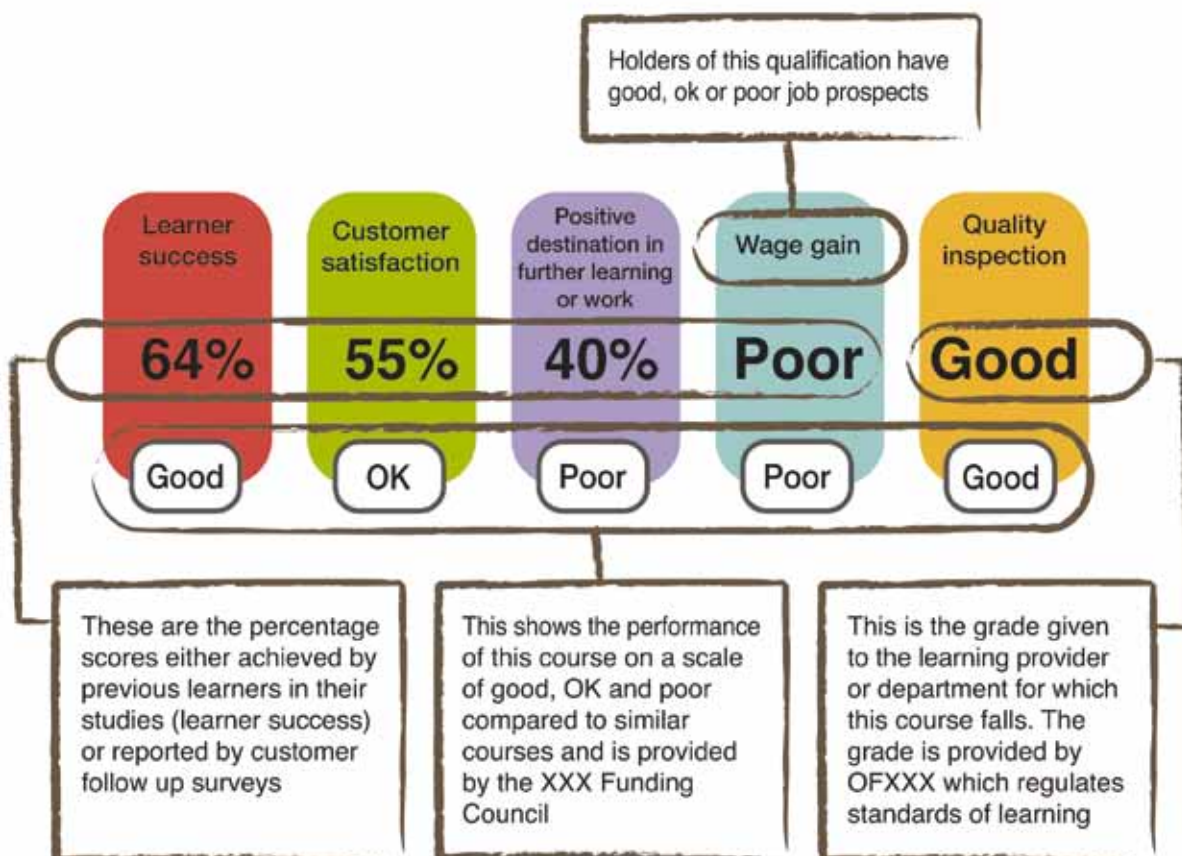 Holders of this qualification have
good, ok or poor job prospects
Learner
success
Customer
satisfaction
Positive
destination in
further learning
or work
Wage gain
Quality
inspection
64%
55%
40%
Poor
Good
Good
OK
Poor
Poor
Good
These are the percentage
scores either achieved by
previous learners in their
studies (learner success)
or reported by customer
follow up surveys
This shows the performance
of this course on a scale
of good, OK and poor
compared to similar
courses and is provided
by the XXX Funding
Council
This is the grade given
to the learning provider
or department for which
this course falls. The
grade is provided by
OFXXX which regulates
standards of learning